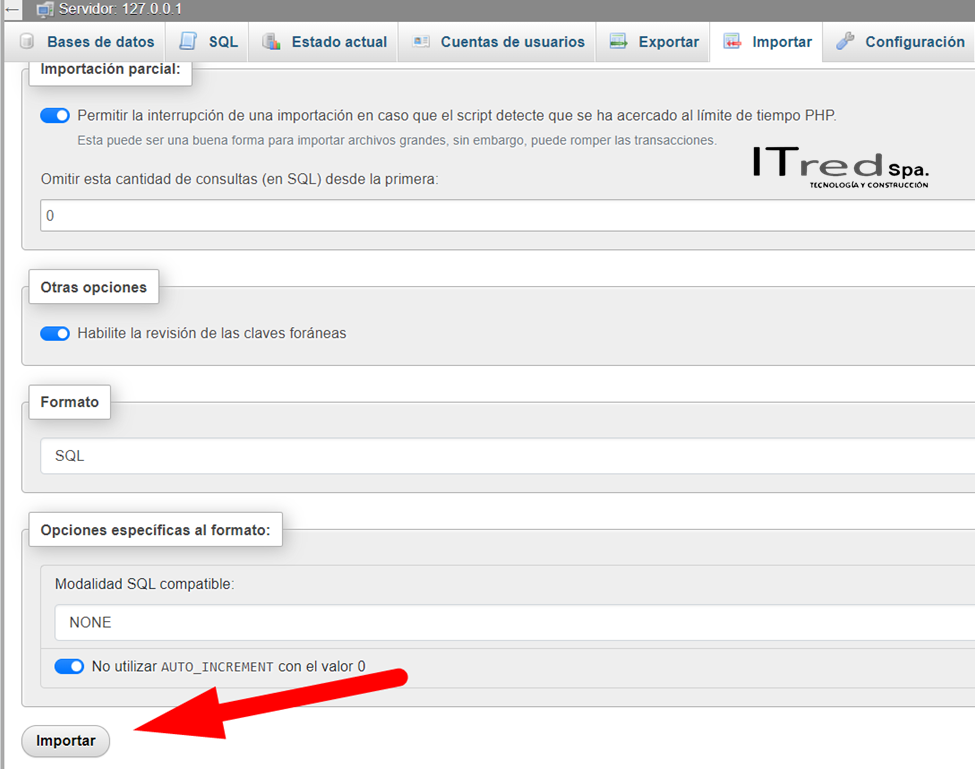 Servidor: 127.0.0.1
Bases de datos SQL Estado actual Cuentas de usuarios Exportar Importar Configuración
Importación parcial:
Permitir la interrupción de una importación en caso que el script detecte que se ha acercado al límite de tiempo PHP.
Esta puede ser una buena forma para importar archivos grandes, sin embargo, puede romper las transacciones.
ITred Spa.
TECNOLOGÍA Y CONSTRUCCIÓN
Omitir esta cantidad de consultas (en SQL) desde la primera:
0
Otras opciones
Habilite la revisión de las claves foráneas
Formato
SQL
Opciones específicas al formato:
Modalidad SQL compatible:
NONE
No utilizar AUTO_INCREMENT con el valor 0
Importar